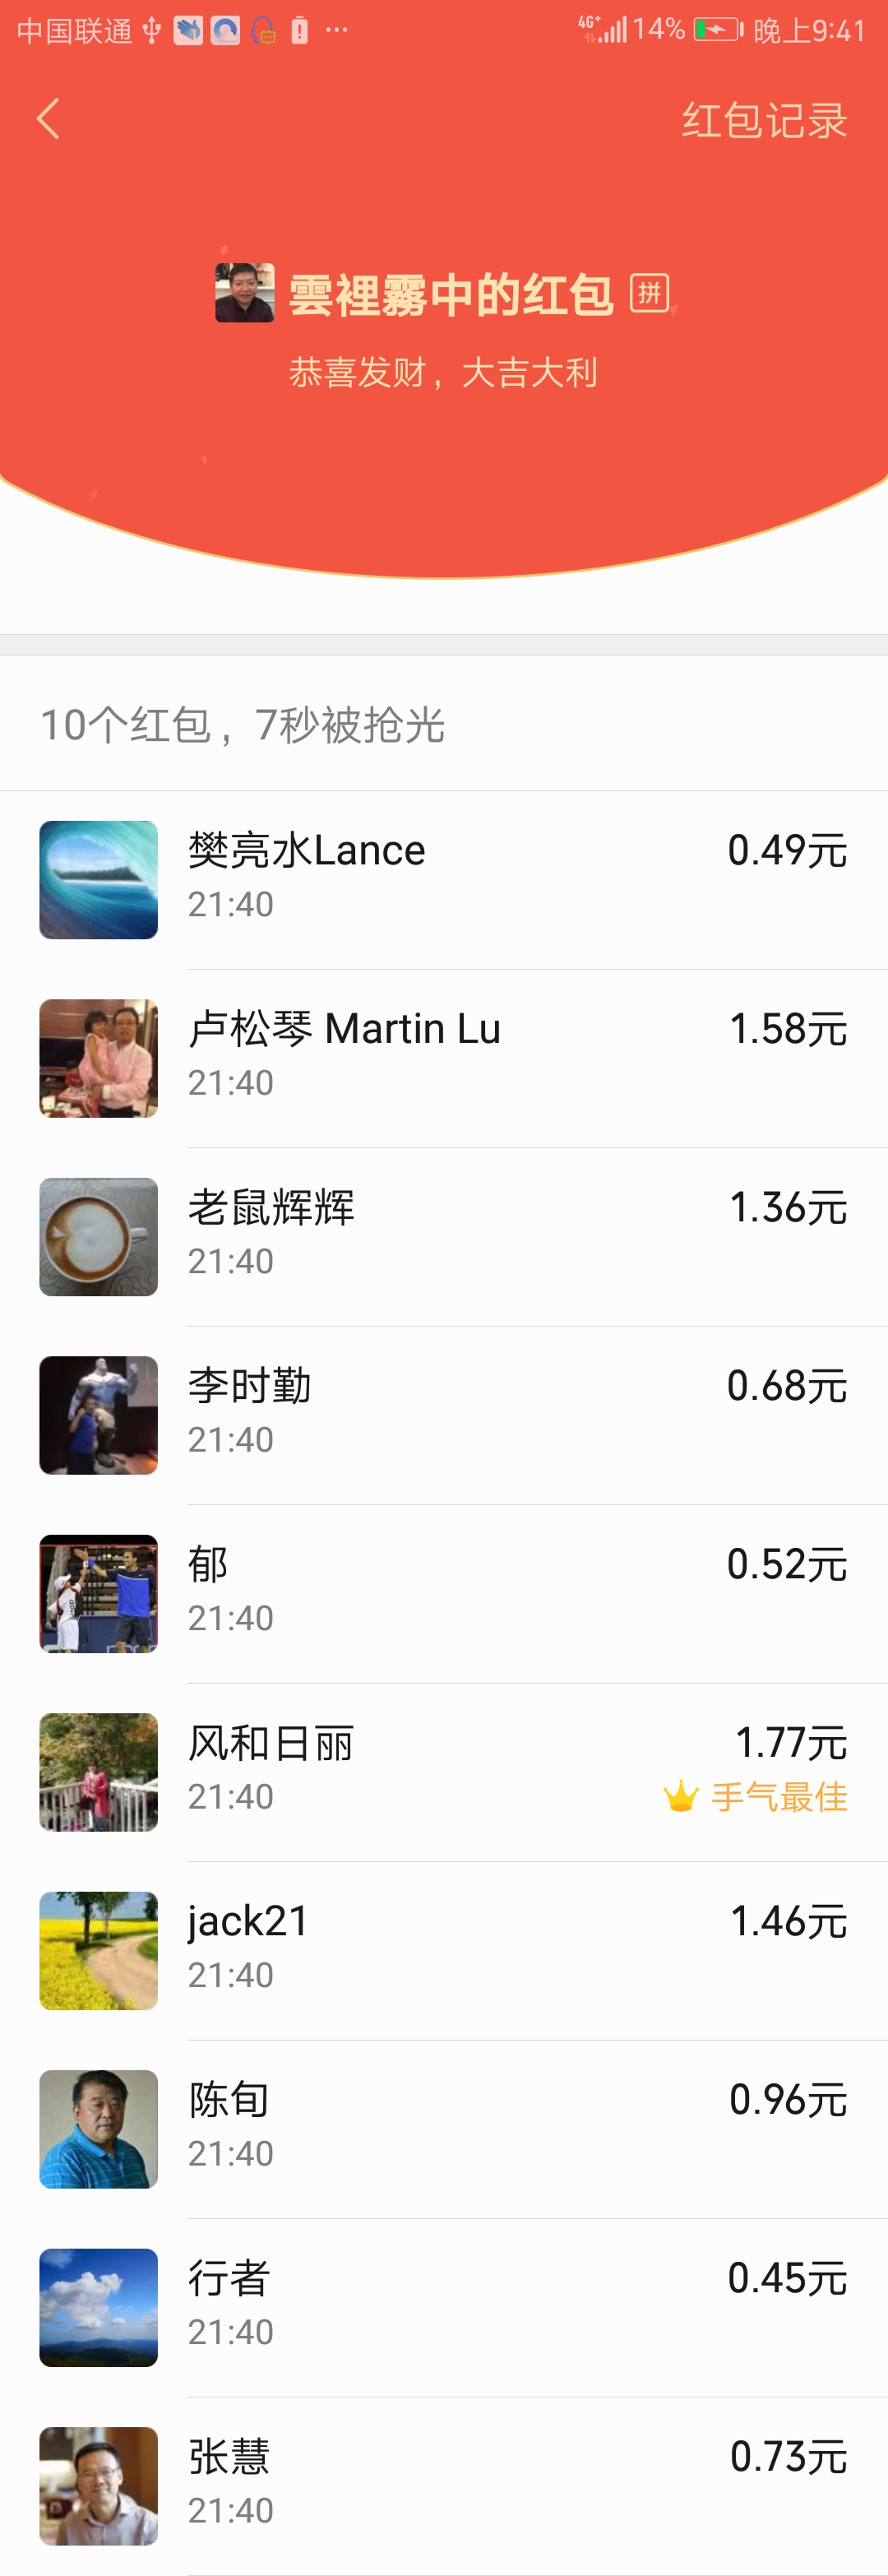 中国联通 4G+ 14% 晚上9:41
红包记录
雲裡霧中的红包 拼
恭喜发财，大吉大利
10个红包，7秒被抢光
樊亮水Lance 0.49元
21:40
卢松琴 Martin Lu 1.58元
21:40
老鼠辉辉 1.36元
21:40
李时勤 0.68元
21:40
郁 0.52元
21:40
风和日丽 1.77元
21:40 手气最佳
jack21 1.46元
21:40
陈旬 0.96元
21:40
行者 0.45元
21:40
张慧 0.73元
21:40